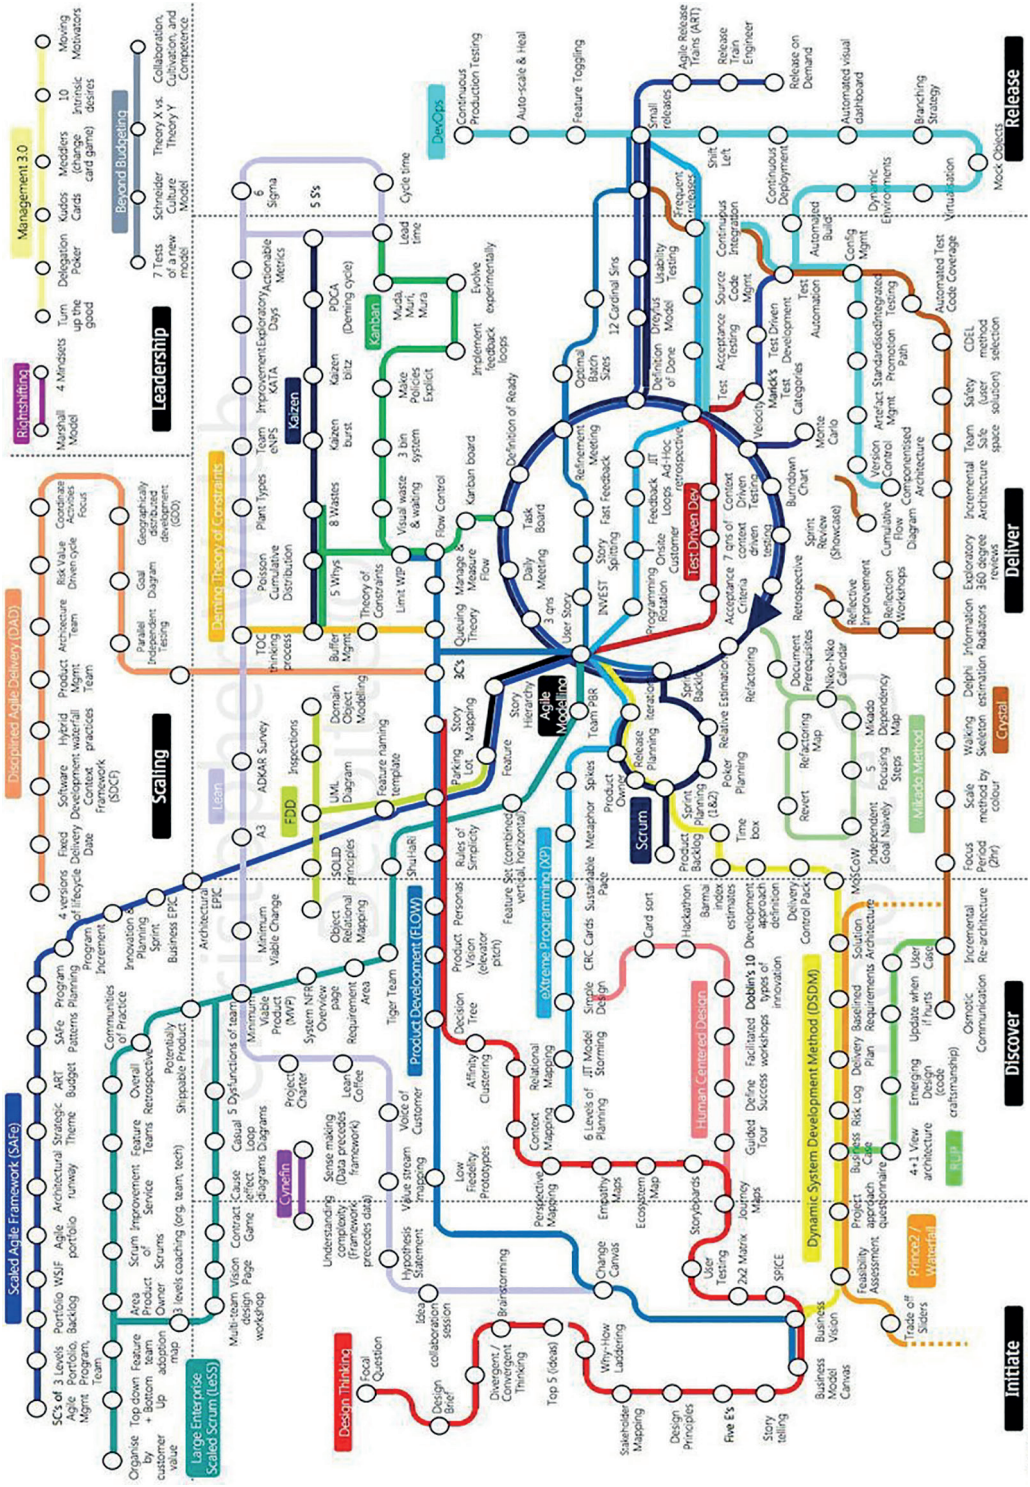 Scaled Agile Framework (SAFe)
SC's of
Agile
Mgmt
3 Levels
Portfolio,
Program,
Team
Portfolio
Backlog
WSJF
Agile
portfolio
Architectural
runway
Strategic
Theme
ART
Budget
SAFe
Patterns
Program
Planning
Program
Increment
Innovation &
Planning
Sprint
Business EPIC
Architectural
EPIC
Disciplined Agile Delivery (DAD)
4 versions
of lifecycle
Fixed
Delivery
Date
Software
Development
Context
Framework
(SDCF)
Hybrid
waterfall
practices
Product
Mgmt
Team
Architecture
Team
Risk Value
Driven cycle
Coordinate
Activities
Focus
Parallel
Independent
Testing
Goal
Diagram
Geographically
distributed
development
(GDD)
Scaling
Rightshifting
Marshall
Model
4 Mindsets
Management 3.0
Turn
up the
good
Delegation
Poker
Kudos
Cards
Meddlers
(change
card game)
10
Intrinsic
desires
Moving
Motivators
Beyond Budgeting
7 Tests
of a new
model
Schneider
Culture
Model
Theory X vs.
Theory Y
Collaboration,
Cultivation, and
Competence
Leadership
Organise
by
customer
value
Top down
+ Bottom
Up
Feature
team
adoption
map
Area
Product
Owner
Scrum
of
Scrums
Improvement
Service
Feature
Teams
Overall
Retrospective
Communities
of Practice
Potentially
Shippable Product
3 levels coaching (org, team, tech)
Large Enterprise
Scaled Scrum (LeSS)
Multi-team
design
workshop
Vision
Page
Contract
Game
Cause
effect
diagrams
Casual
Loop
Diagrams
5 Dysfunctions of team
Minimum
Viable
Product
(MVP)
System NFR
Overview
page
Requirement
Area
Tiger Team
Lean
Minimum
Viable Change
A3
ADKAR Survey
TOC
thinking
process
Poisson
Cumulative
Distribution
Plant Types
Team
eNPS
Improvement
KATA
Exploratory
Days
Actionable
Metrics
6
Sigma
Deming Theory of Constraints
Buffer
Mgmt
Theory of
Constraints
Kaizen
5 Whys
8 Wastes
Kaizen
burst
Kaizen
blitz
PDCA
(Deming cycle)
5 S's
Cynefin
Understanding
complexity
(Framework
precedes data)
Sense making
(Data precedes
framework)
Project
Charter
Lean
Coffee
FDD
Object
Relational
Mapping
SOLID
principles
UML
Diagram
Inspections
Domain
Object
Modelling
Feature naming
template
Kanban
Limit WIP
Visual waste
& waiting
3 bin
system
Make
Policies
Explicit
Muda,
Muri,
Mura
Lead
time
Cycle time
Flow Control
Kanban board
Implement
feedback
loops
Evolve
experimentally
Design Thinking
Focal
Question
Design
Brief
Idea
collaboration
session
Hypothesis
Statement
Value stream
mapping
Voice of
Customer
Product Development (FLOW)
ShuHaRi
Rules of
Simplicity
Personas
Product
Vision
(elevator
pitch)
Decision
Tree
Affinity
Clustering
Parking
Lot
Story
Mapping
3C's
Queuing
Theory
Manage &
Measure
Flow
Low
Fidelity
Prototypes
Divergent /
Convergent
Thinking
Brainstorming
Top 5 (ideas)
Why-How
Laddering
Stakeholder
Mapping
Design
Principles
Five E's
Story
telling
Business
Model
Canvas
Change
Canvas
Perspective
Mapping
Context
Mapping
Relational
Mapping
Empathy
Maps
Ecosystem
Map
Storyboards
Journey
Maps
User
Testing
2x2 Matrix
SPICE
Business
Vision
Feature Set (combined
vertical, horizontal)
Feature
Story
Hierarchy
Agile
Modelling
Team PBR
eXtreme Programming (XP)
6 Levels of
Planning
JIT Model
Storming
Simple
Design
CRC Cards
Sustainable
Pace
Metaphor
Spikes
Product
Owner
Release
Planning
iteration
Card sort
Hackathon
Human Centered Design
Guided
Tour
Define
Success
Facilitated
workshops
Doblin's 10
types of
innovation
Scrum
Product
Backlog
Sprint
Planning
(1&2)
Poker
Planning
Relative Estimation
Sprint
Backlog
Time
box
Barmai
index
estimates
Development
approach
definition
Delivery
Control Pack
MoSCoW
User Story
3 qns
Daily
Meeting
Task
Board
Definition of Ready
INVEST
Story
Splitting
Fast Feedback
Refinement
Meeting
Optimal
Batch
Sizes
12 Cardinal Sins
Programming
Rotation
Onsite
Customer
Feedback
Loops
JIT
Ad-Hoc
retrospective
Definition
of Done
Dreyfus
Model
Usability
Testing
Frequent
releases
Test Driven Dev
Acceptance
Criteria
7 qns of
context
driven
testing
Context
Driven
Testing
Test
Acceptance
Testing
Source
Code
Mgmt
Continuous
Integration
Velocity
Marick's
Test
Categories
Test Driven
Development
Test
Automation
Automated
Build
Burndown
Chart
Monte
Carlo
Refactoring
Retrospective
Sprint
Review
(Showcase)
DevOps
Continuous
Production Testing
Auto-scale & Heal
Feature Toggling
Small
releases
Agile Release
Trains (ART)
Release
Train
Engineer
Release on
Demand
Shift
Left
Continuous
Deployment
Automated visual
dashboard
Branching
Strategy
Mock Objects
Virtualisation
Dynamic
Environments
Config
Mgmt
Integrated
Testing
Standardised
Promotion
Path
Artefact
Mgmt
Version
Control
Componentised
Architecture
Automated Test
Code Coverage
Cumulative
Flow
Diagram
Reflective
Improvement
Reflection
Workshops
Document
Prerequisites
Niko-Niko
Calendar
Refactoring
Map
Revert
Mikado
Dependency
Map
5
Focusing
Steps
Independent
Goal Naively
Mikado Method
Dynamic System Development Method (DSDM)
Feasibility
Assessment
Project
approach
questionnaire
Business
Case
Risk Log
Delivery
Plan
Baselined
Requirements
Solution
Architecture
Prince2 /
Waterfall
Trade off
Sliders
4+1 View
architecture
Emerging
Design
(code
craftsmanship)
Update when
if hurts
User
Case
RUP
Osmotic
Communication
Incremental
Re-architecture
Focus
Period
(2hr)
Scale
method by
colour
Walking
Skeleton
Delphi
estimation
Information
Radiators
Exploratory
360 degree
reviews
Incremental
Architecture
Team
Safe
space
Safety
(user
solution)
CDEL
method
selection
Crystal
Initiate
Discover
Deliver
Release